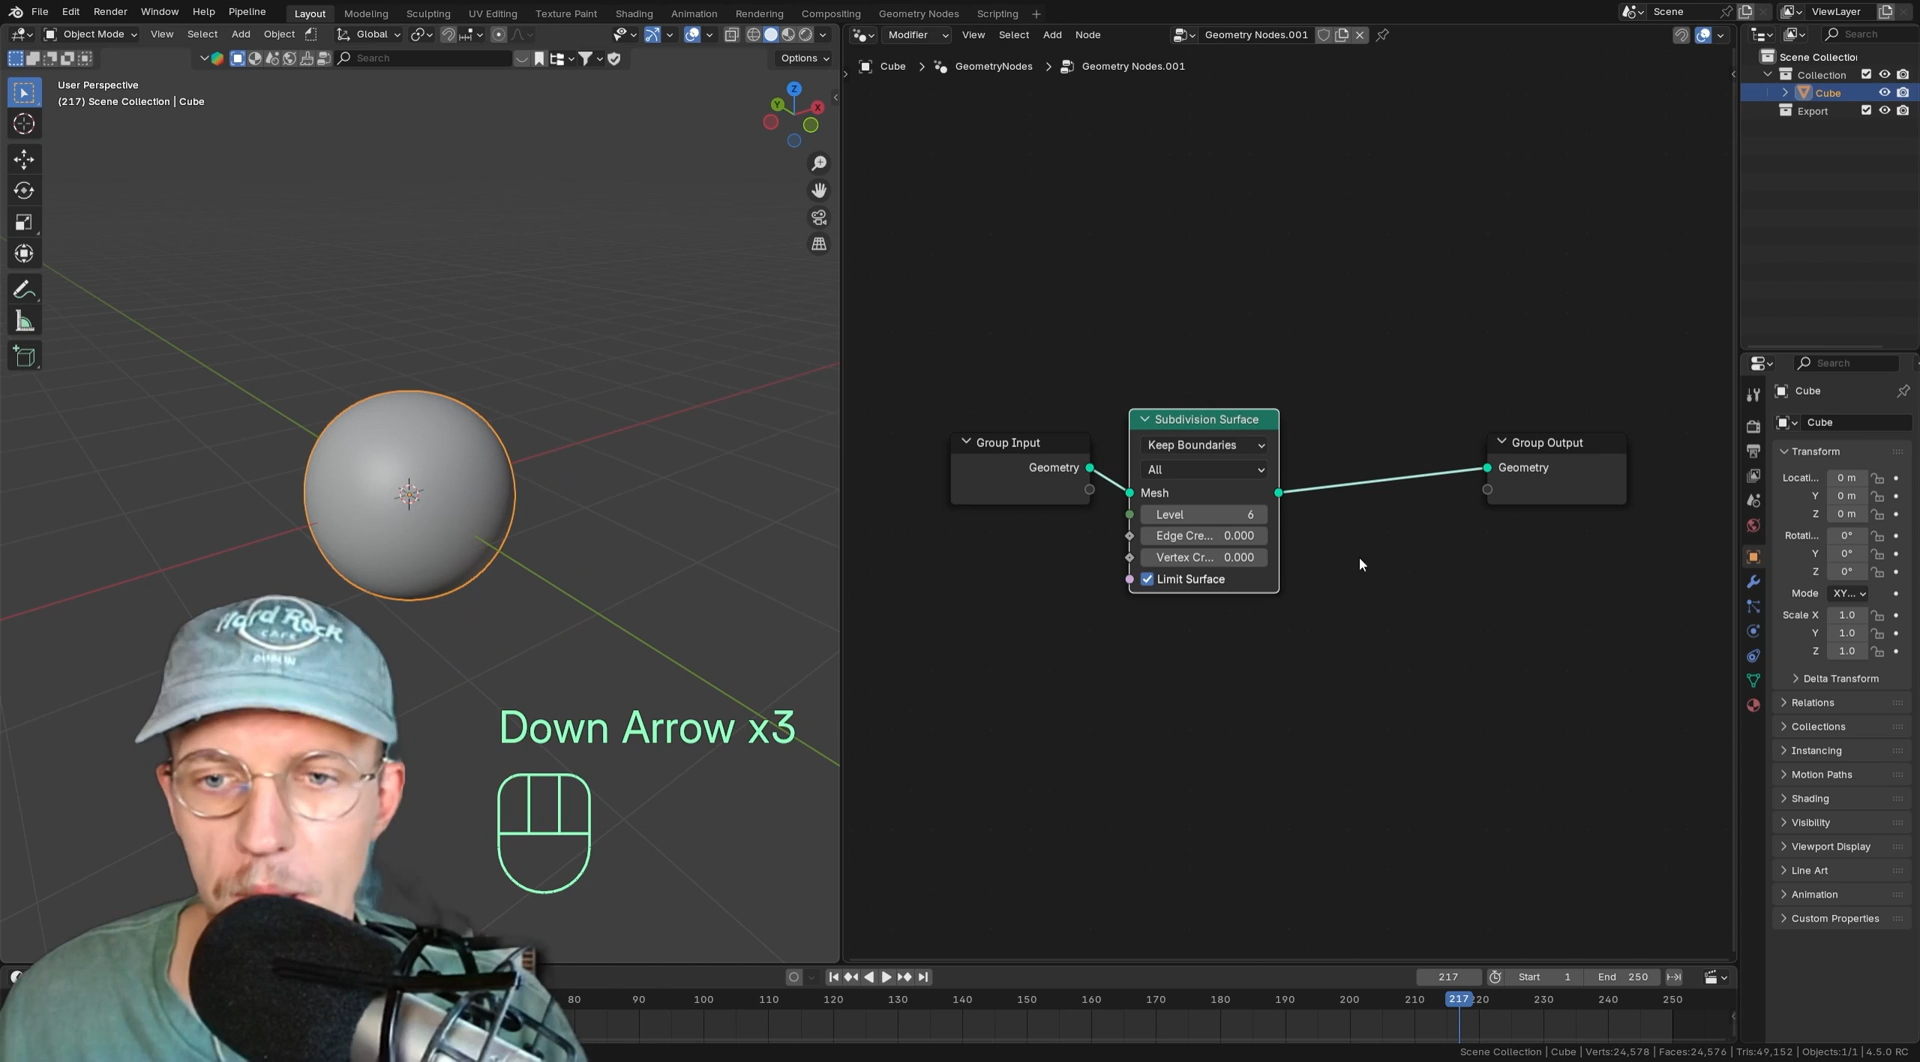 File Edit Render Window Help Pipeline
Layout Modeling Sculpting UV Editing Texture Paint Shading Animation Rendering Compositing Geometry Nodes Scripting +
Scene
ViewLayer
Object Mode View Select Add Object Global
Search
Options
User Perspective
(217) Scene Collection | Cube
Z
Y
X
Modifier View Select Add Node Geometry Nodes.001
Cube > GeometryNodes > Geometry Nodes.001
Group Input
Geometry
Subdivision Surface
Keep Boundaries
All
Mesh
Level 6
Edge Cre... 0.000
Vertex Cr... 0.000
Limit Surface
Group Output
Geometry
Search
Scene Collectior
Collection
Cube
Export
Search
Cube
Cube
Transform
Locati... 0 m
Y 0 m
Z 0 m
Rotati... 0°
Y 0°
Z 0°
Mode XY...
Scale X 1.0
Y 1.0
Z 1.0
Delta Transform
Relations
Collections
Instancing
Motion Paths
Shading
Visibility
Viewport Display
Line Art
Animation
Custom Properties
Down Arrow x3
Hard Rock
CAFE
DUBLIN
217 Start 1 End 250
80 90 100 110 120 130 140 150 160 170 180 190 200 210 217 220 230 240 250
Scene Collection | Cube | Verts:24,578 | Faces:24,576 | Tris:49,152 | Objects:1/1 | 4.5.0 RC